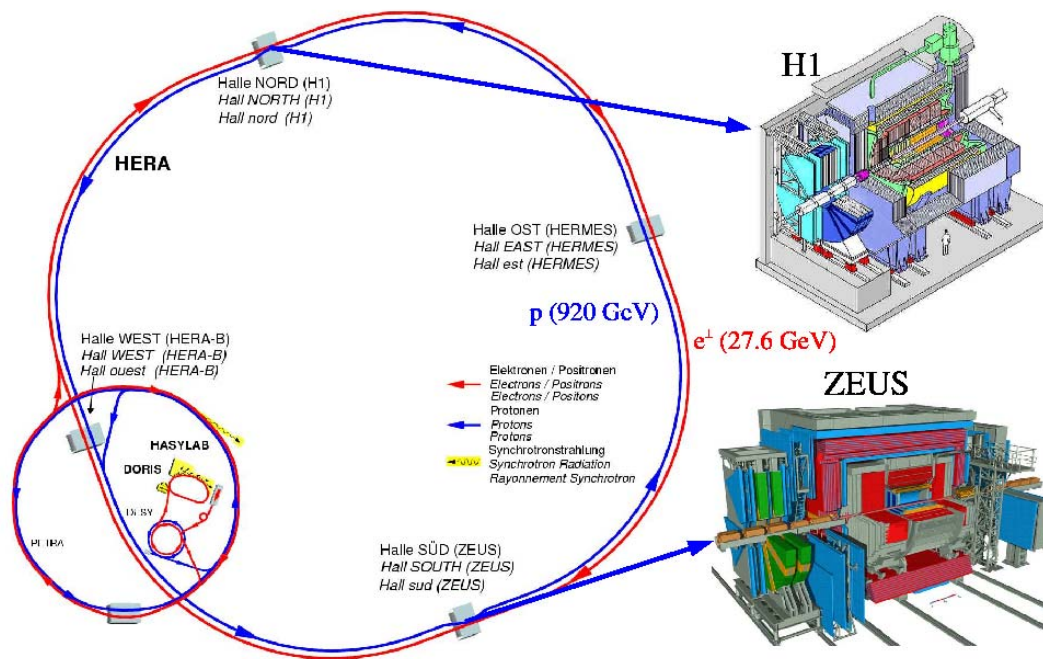 H1
Halle NORD (H1)
Hall NORTH (H1)
Hall nord (H1)
HERA
Halle OST (HERMES)
Hall EAST (HERMES)
Hall est (HERMES)
p (920 GeV)
e⊥ (27.6 GeV)
Halle WEST (HERA-B)
Hall WEST (HERA-B)
Hall ouest (HERA-B)
ZEUS
Elektronen / Positronen
Electrons / Positrons
Electrons / Positons
Protonen
Protons
Protons
Synchrotronstrahlung
Synchrotron Radiation
Rayonnement Synchrotron
HASYLAB
DORIS
DESY
PETRA
Halle SÜD (ZEUS)
Hall SOUTH (ZEUS)
Hall sud (ZEUS)